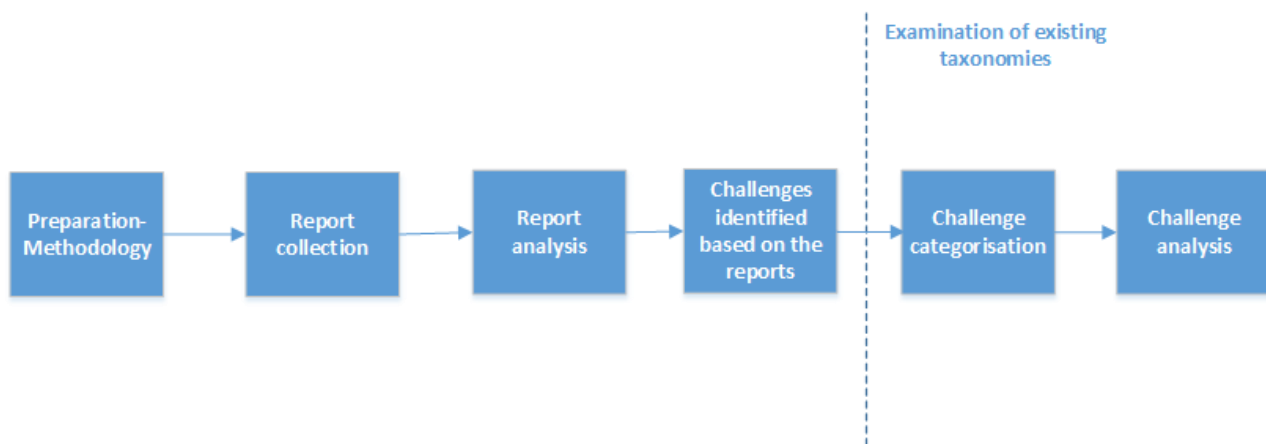 Examination of existing
taxonomies
Preparation-
Methodology
Report
collection
Report
analysis
Challenges
identified
based on the
reports
Challenge
categorisation
Challenge
analysis